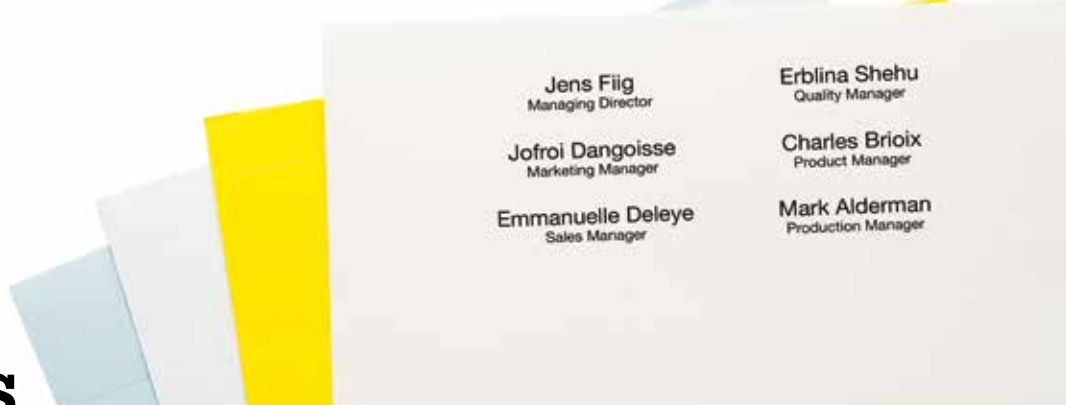 Jens Fiig
Managing Director
Jofroi Dangoisse
Marketing Manager
Emmanuelle Deleye
Sales Manager
Erblina Shehu
Quality Manager
Charles Brioix
Product Manager
Mark Alderman
Production Manager
s